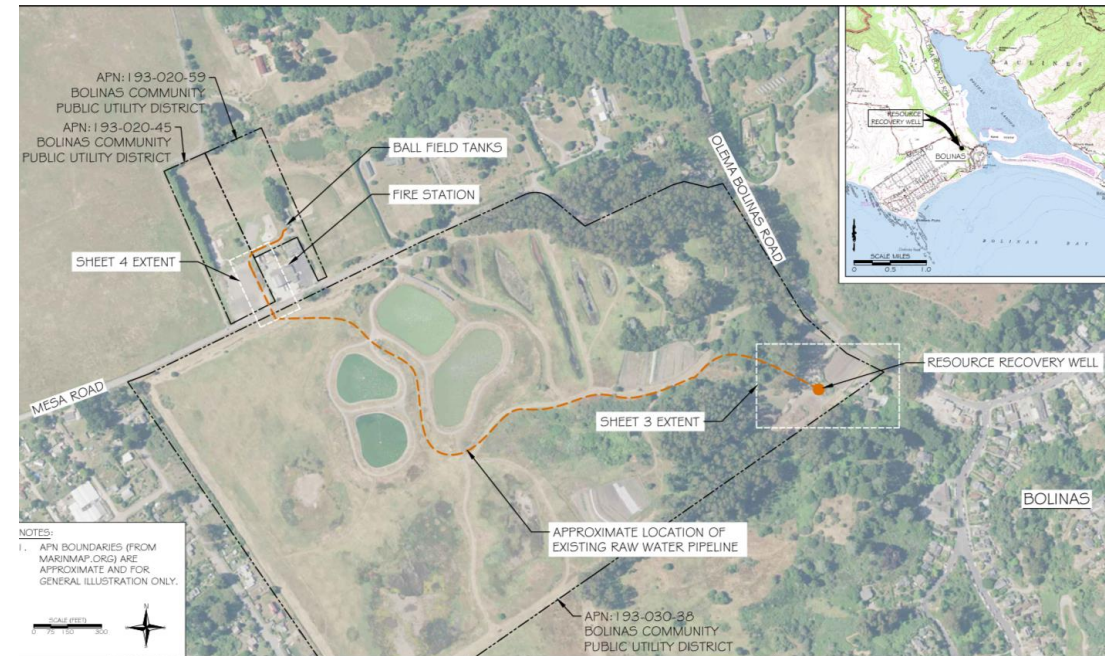 APN:193-020-59
BOLINAS COMMUNITY
PUBLIC UTILITY DISTRICT
APN:193-020-45
BOLINAS COMMUNITY
PUBLIC UTILITY DISTRICT
BALL FIELD TANKS
FIRE STATION
SHEET 4 EXTENT
MESA ROAD
OLEMA BOLINAS ROAD
RESOURCE RECOVERY WELL
SHEET 3 EXTENT
APPROXIMATE LOCATION OF
EXISTING RAW WATER PIPELINE
BOLINAS
APN:193-030-38
BOLINAS COMMUNITY
PUBLIC UTILITY DISTRICT
NOTES:
1. APN BOUNDARIES (FROM
MARINMAP.ORG) ARE
APPROXIMATE AND FOR
GENERAL ILLUSTRATION ONLY.
SCALE (FEET)
0 75 150 300
N
RESOURCE
RECOVERY WELL
BOLINAS
BOLINAS BAY
SCALE MILES
0 0.5 1.0